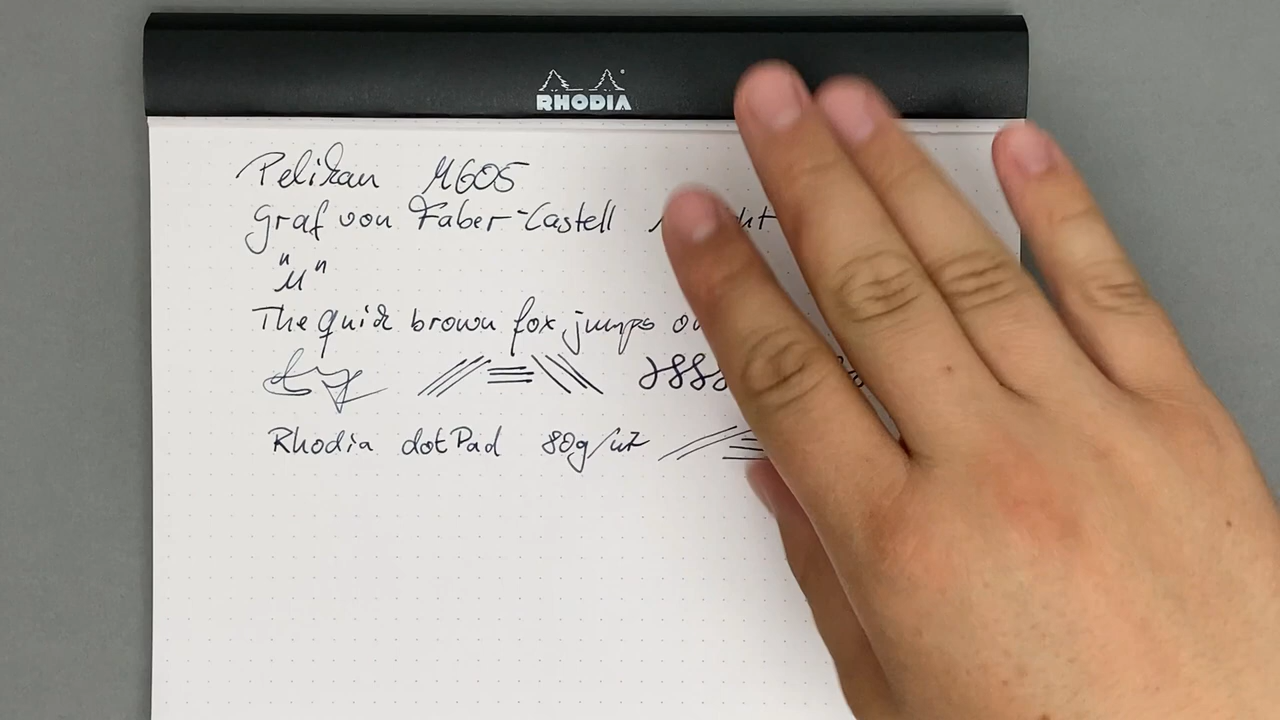 RHODIA
Pelikan M605
Graf von Faber-Castell
"M"
The quick brown fox jumps
Rhodia dotPad 80g/m²